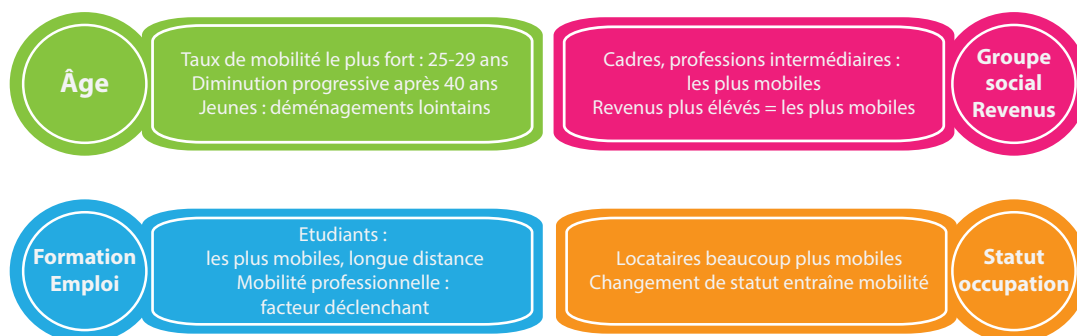 Âge
Taux de mobilité le plus fort : 25-29 ans
Diminution progressive après 40 ans
Jeunes : déménagements lointains
Cadres, professions intermédiaires :
les plus mobiles
Revenus plus élévés = les plus mobiles
Groupe
social
Revenus
Formation
Emploi
Etudiants :
les plus mobiles, longue distance
Mobilité professionnelle :
facteur déclenchant
Locataires beaucoup plus mobiles
Changement de statut entraîne mobilité
Statut
occupation